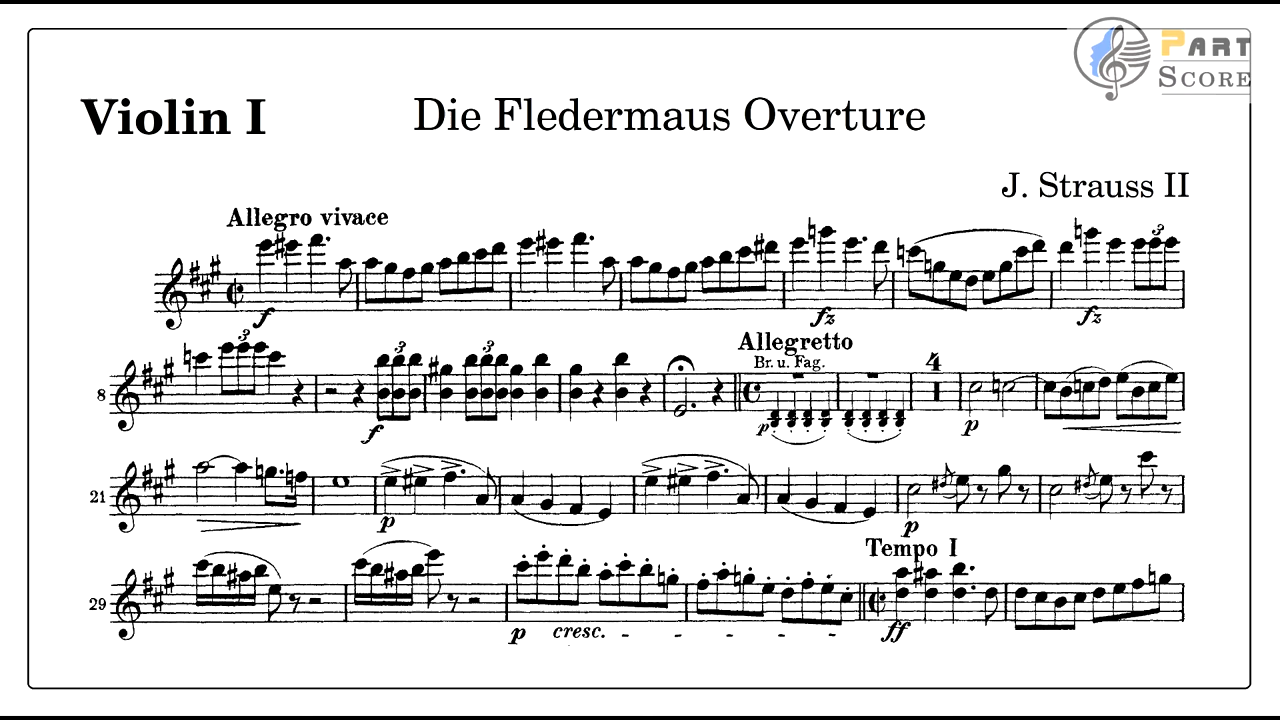 PART
SCORE
Violin I
Die Fledermaus Overture
J. Strauss II
Allegro vivace
3
f
fz
fz
8
3
3
3
f
Allegretto
Br. u. Fag.
4
p
p
21
p
p
Tempo I
29
p cresc.
ff